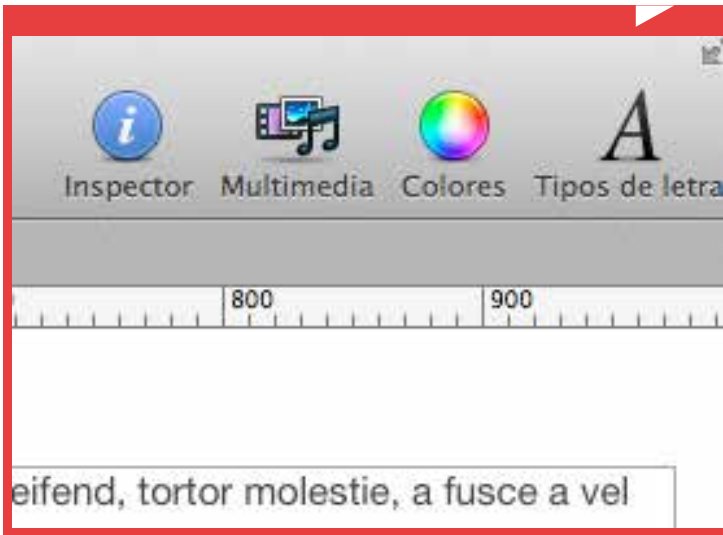 Inspector Multimedia Colores Tipos de letra
800 900
eifend, tortor molestie, a fusce a vel